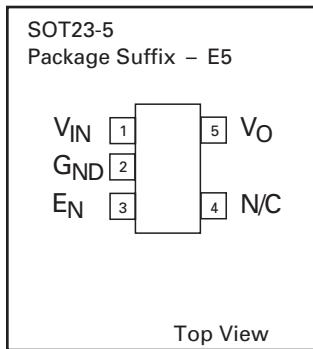 SOT23-5
Package Suffix – E5
VIN 1 5 VO
GND 2
EN 3 4 N/C
Top View